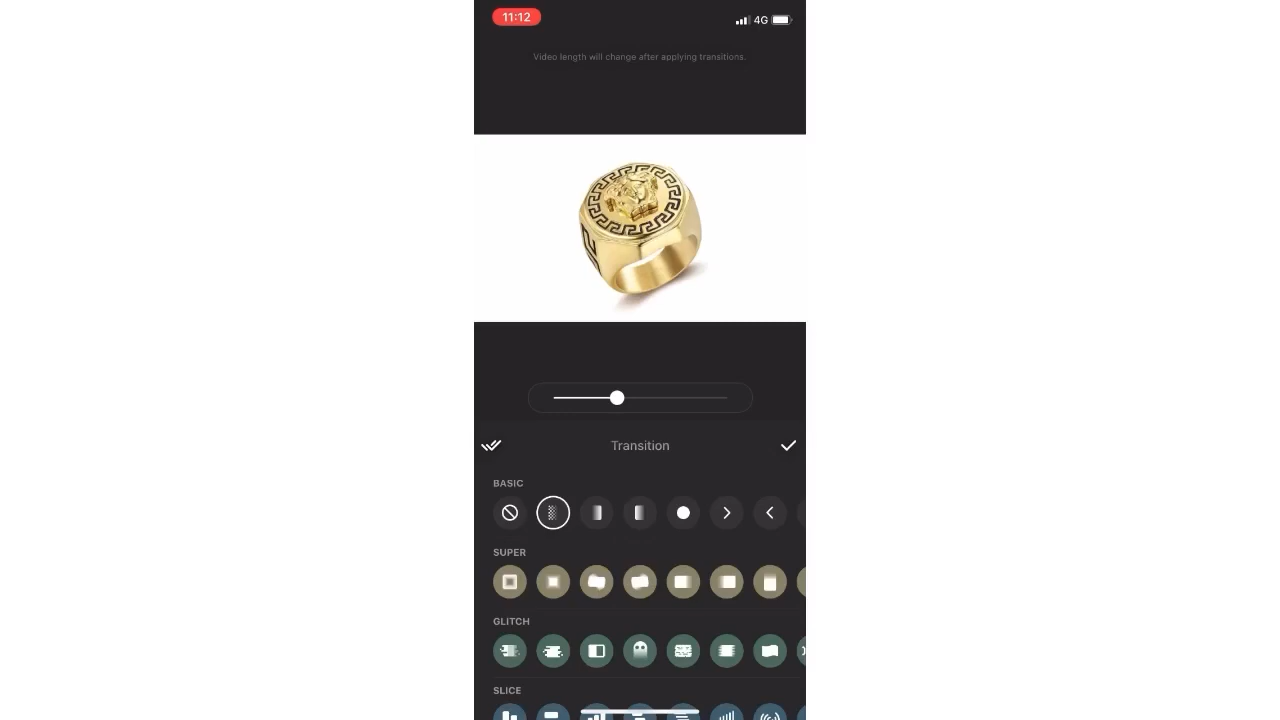 11:12
4G
Video length will change after applying transitions.
Transition
BASIC
SUPER
GLITCH
SLICE